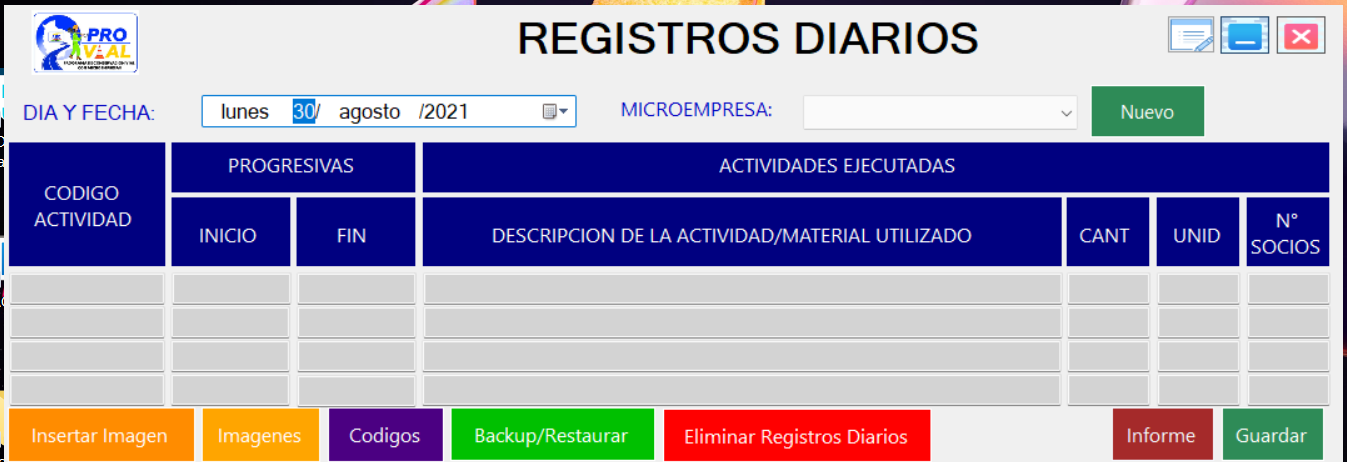 PRO
VIAL
REGISTROS DIARIOS
DIA Y FECHA:
lunes 30/ agosto /2021
MICROEMPRESA:
Nuevo
CODIGO
ACTIVIDAD
PROGRESIVAS
ACTIVIDADES EJECUTADAS
INICIO
FIN
DESCRIPCION DE LA ACTIVIDAD/MATERIAL UTILIZADO
CANT
UNID
N°
SOCIOS
Insertar Imagen
Imagenes
Codigos
Backup/Restaurar
Eliminar Registros Diarios
Informe
Guardar